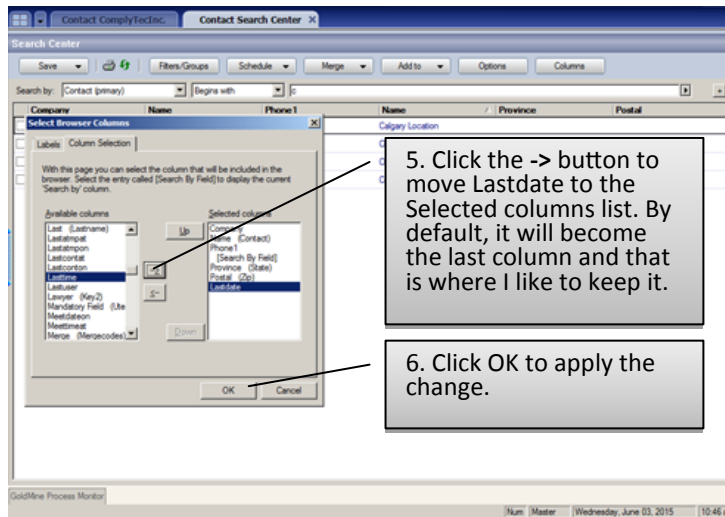 Contact ComplyTecInc. Contact Search Center X
Search Center
Save Filters/Groups Schedule Merge Add to Options Columns
Search by: Contact (primary) Begins with c
Company Name Phone1 Name / Province Postal
Select Browser Columns
Calgary Location
Labels Column Selection
With this page you can select the column that will be included in the
browser. Select the entry called [Search By Field] to display the current
'Search by' column.
Available columns
Last (Lastname)
Lastatmpat
Lastatmpon
Lastcontat
Lastconton
Lasttime
Lastuser
Lawyer (Key2)
Mandatory Field (Ute
Meetdateon
Meettimeat
Merge (Mergecodes)
Up
Down
Selected columns
Company
Name (Contact)
Phone1
[Search By Field]
Province (State)
Postal (Zip)
Lastdate
OK Cancel
5. Click the -> button to
move Lastdate to the
Selected columns list. By
default, it will become
the last column and that
is where I like to keep it.
6. Click OK to apply the
change.
GoldMine Process Monitor
Num Master Wednesday, June 03, 2015 10:46